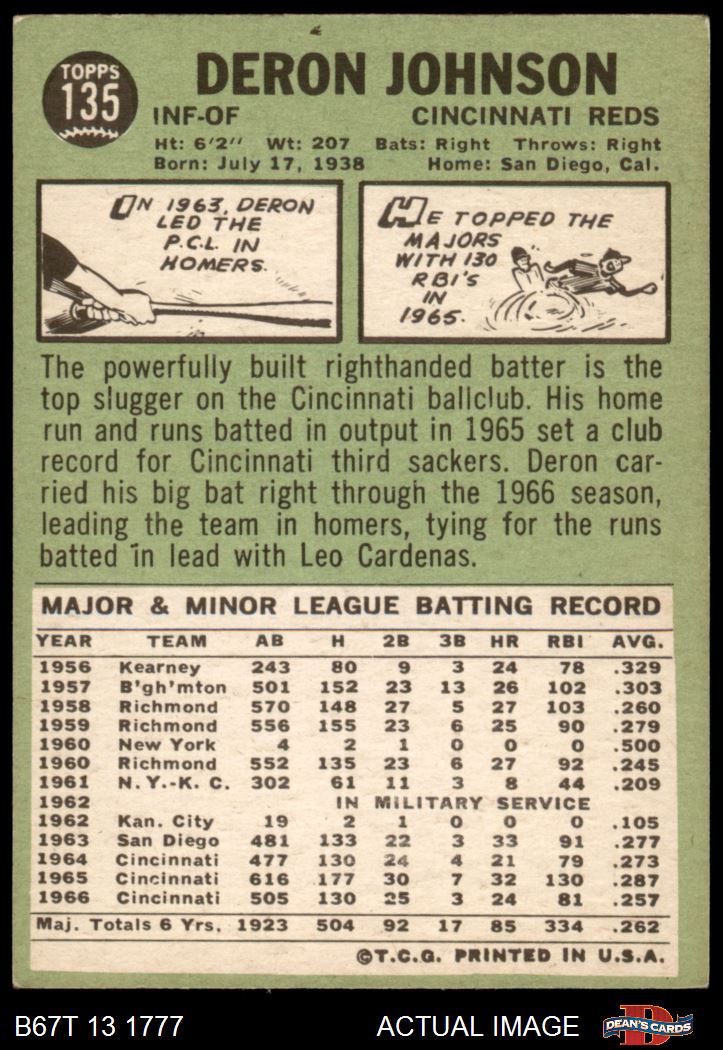 TOPPS
135
DERON JOHNSON
INF-OF CINCINNATI REDS
Ht: 6'2" Wt: 207 Bats: Right Throws: Right
Born: July 17, 1938 Home: San Diego, Cal.
ON 1963, DERON
LED THE
P.C.L. IN
HOMERS.
HE TOPPED THE
MAJORS
WITH 130
RBI'S
IN
1965.
The powerfully built righthanded batter is the
top slugger on the Cincinnati ballclub. His home
run and runs batted in output in 1965 set a club
record for Cincinnati third sackers. Deron car-
ried his big bat right through the 1966 season,
leading the team in homers, tying for the runs
batted in lead with Leo Cardenas.
MAJOR & MINOR LEAGUE BATTING RECORD
YEAR TEAM AB H 2B 3B HR RBI AVG.
1956 Kearney 243 80 9 3 24 78 .329
1957 B'gh'mton 501 152 23 13 26 102 .303
1958 Richmond 570 148 27 5 27 103 .260
1959 Richmond 556 155 23 6 25 90 .279
1960 New York 4 2 1 0 0 0 .500
1960 Richmond 552 135 23 6 27 92 .245
1961 N.Y.-K. C. 302 61 11 3 8 44 .209
1962 IN MILITARY SERVICE
1962 Kan. City 19 2 1 0 0 0 .105
1963 San Diego 481 133 22 3 33 91 .277
1964 Cincinnati 477 130 24 4 21 79 .273
1965 Cincinnati 616 177 30 7 32 130 .287
1966 Cincinnati 505 130 25 3 24 81 .257
Maj. Totals 6 Yrs. 1923 504 92 17 85 334 .262
©T.C.G. PRINTED IN U.S.A.
B67T 13 1777 ACTUAL IMAGE
D
DEAN'S CARDS